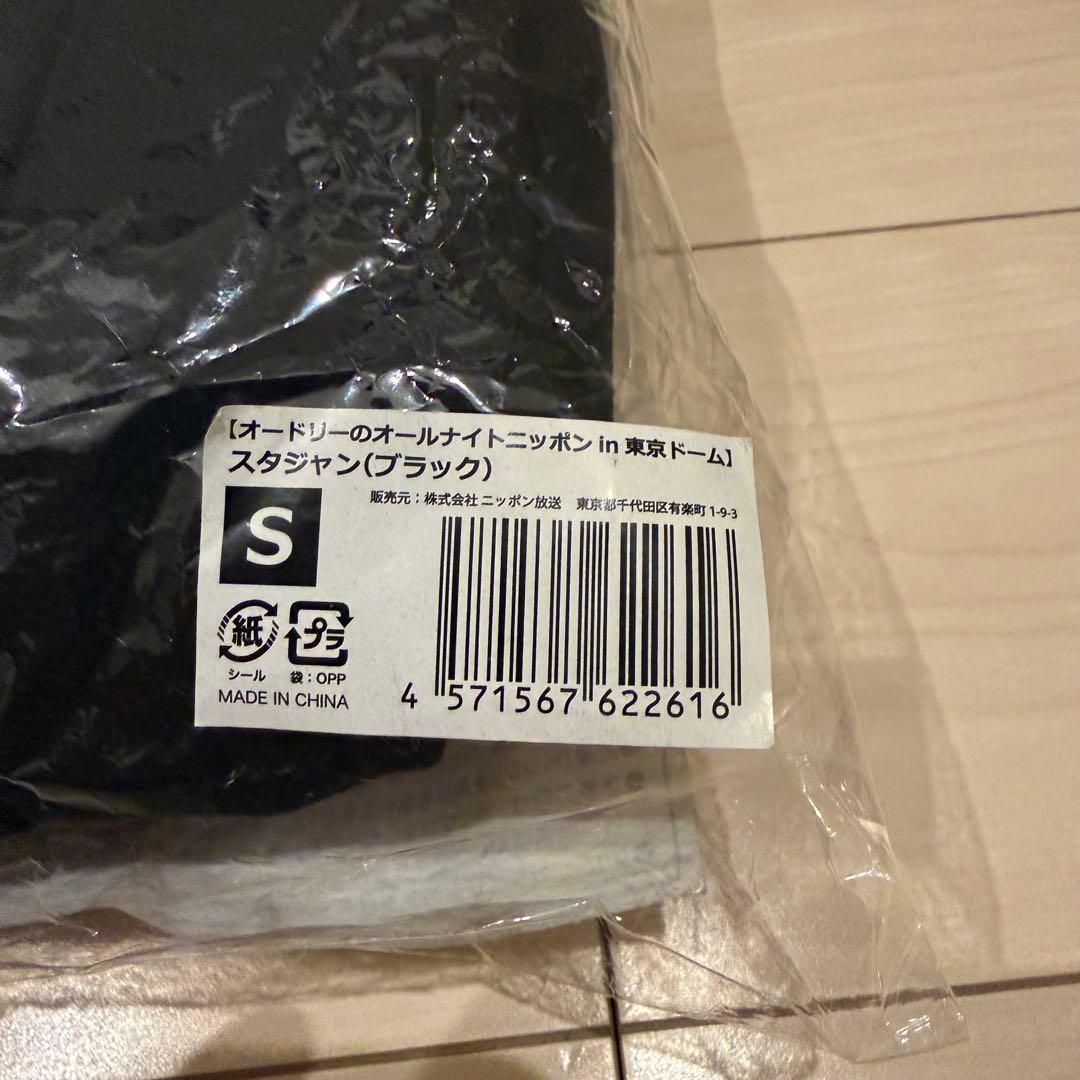 【オードリーのオールナイトニッポン in 東京ドーム】
スタジャン(ブラック)
販売元：株式会社 ニッポン放送　東京都千代田区有楽町 1-9-3
S
紙 プラ
シール 袋：OPP
MADE IN CHINA
4 571567 622616